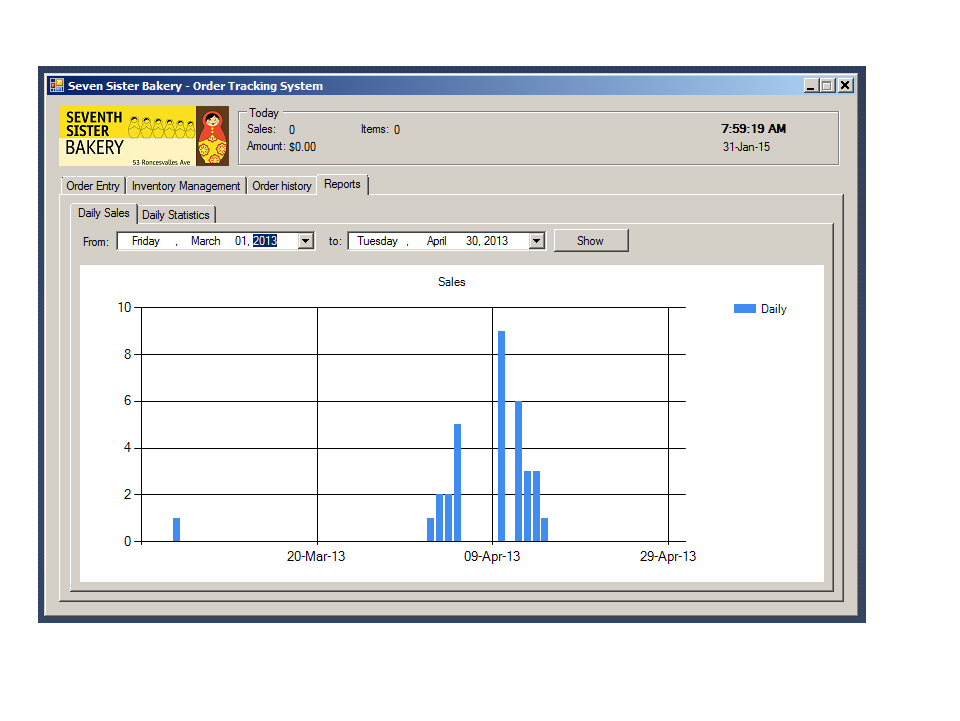 Seven Sister Bakery - Order Tracking System
SEVENTH
SISTER
BAKERY
53 Roncesvalles Ave
Today
Sales: 0 Items: 0 7:59:19 AM
Amount: $0.00 31-Jan-15
Order Entry Inventory Management Order history Reports
Daily Sales Daily Statistics
From: Friday , March 01, 2013 to: Tuesday , April 30, 2013 Show
Sales
Daily
10
8
6
4
2
0
20-Mar-13 09-Apr-13 29-Apr-13